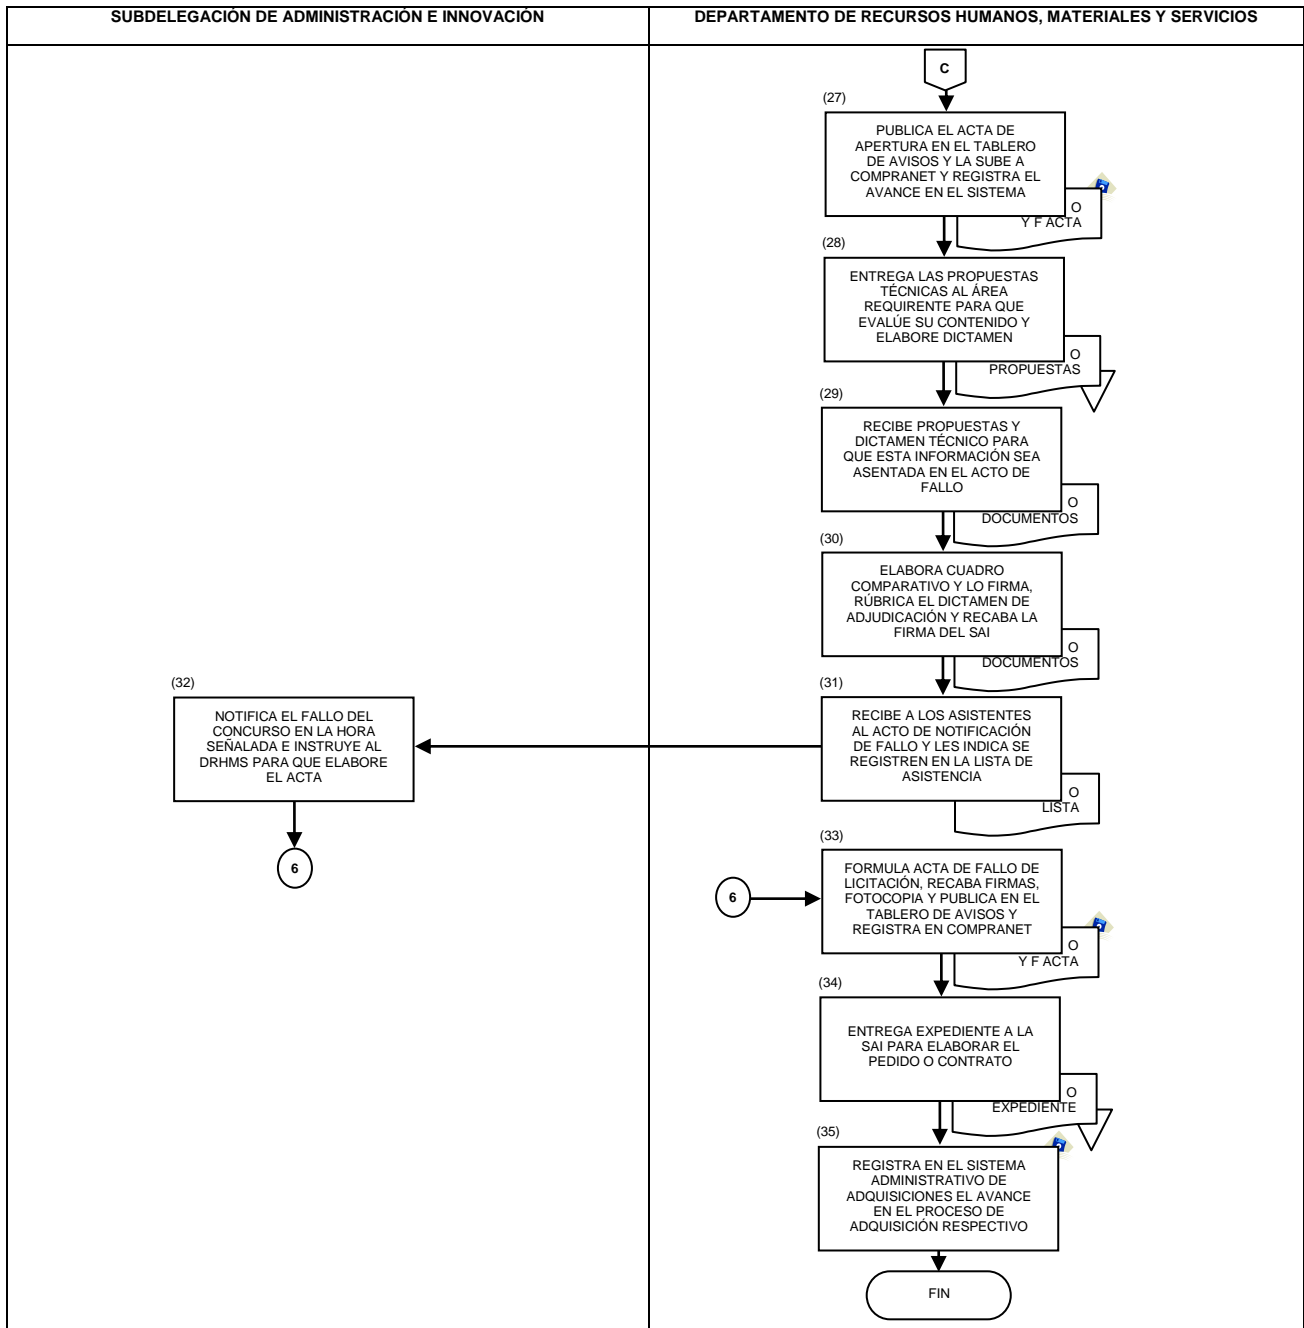 SUBDELEGACIÓN DE ADMINISTRACIÓN E INNOVACIÓN
DEPARTAMENTO DE RECURSOS HUMANOS, MATERIALES Y SERVICIOS
C
(27)
PUBLICA EL ACTA DE
APERTURA EN EL TABLERO
DE AVISOS Y LA SUBE A
COMPRANET Y REGISTRA EL
AVANCE EN EL SISTEMA
O
Y F ACTA
(28)
ENTREGA LAS PROPUESTAS
TÉCNICAS AL ÁREA
REQUIRENTE PARA QUE
EVALÚE SU CONTENIDO Y
ELABORE DICTAMEN
O
PROPUESTAS
(29)
RECIBE PROPUESTAS Y
DICTAMEN TÉCNICO PARA
QUE ESTA INFORMACIÓN SEA
ASENTADA EN EL ACTO DE
FALLO
O
DOCUMENTOS
(30)
ELABORA CUADRO
COMPARATIVO Y LO FIRMA,
RÚBRICA EL DICTAMEN DE
ADJUDICACIÓN Y RECABA LA
FIRMA DEL SAI
O
DOCUMENTOS
(31)
RECIBE A LOS ASISTENTES
AL ACTO DE NOTIFICACIÓN
DE FALLO Y LES INDICA SE
REGISTREN EN LA LISTA DE
ASISTENCIA
O
LISTA
(32)
NOTIFICA EL FALLO DEL
CONCURSO EN LA HORA
SEÑALADA E INSTRUYE AL
DRHMS PARA QUE ELABORE
EL ACTA
6
(33)
6
FORMULA ACTA DE FALLO DE
LICITACIÓN, RECABA FIRMAS,
FOTOCOPIA Y PUBLICA EN EL
TABLERO DE AVISOS Y
REGISTRA EN COMPRANET
O
Y F ACTA
(34)
ENTREGA EXPEDIENTE A LA
SAI PARA ELABORAR EL
PEDIDO O CONTRATO
O
EXPEDIENTE
(35)
REGISTRA EN EL SISTEMA
ADMINISTRATIVO DE
ADQUISICIONES EL AVANCE
EN EL PROCESO DE
ADQUISICIÓN RESPECTIVO
FIN